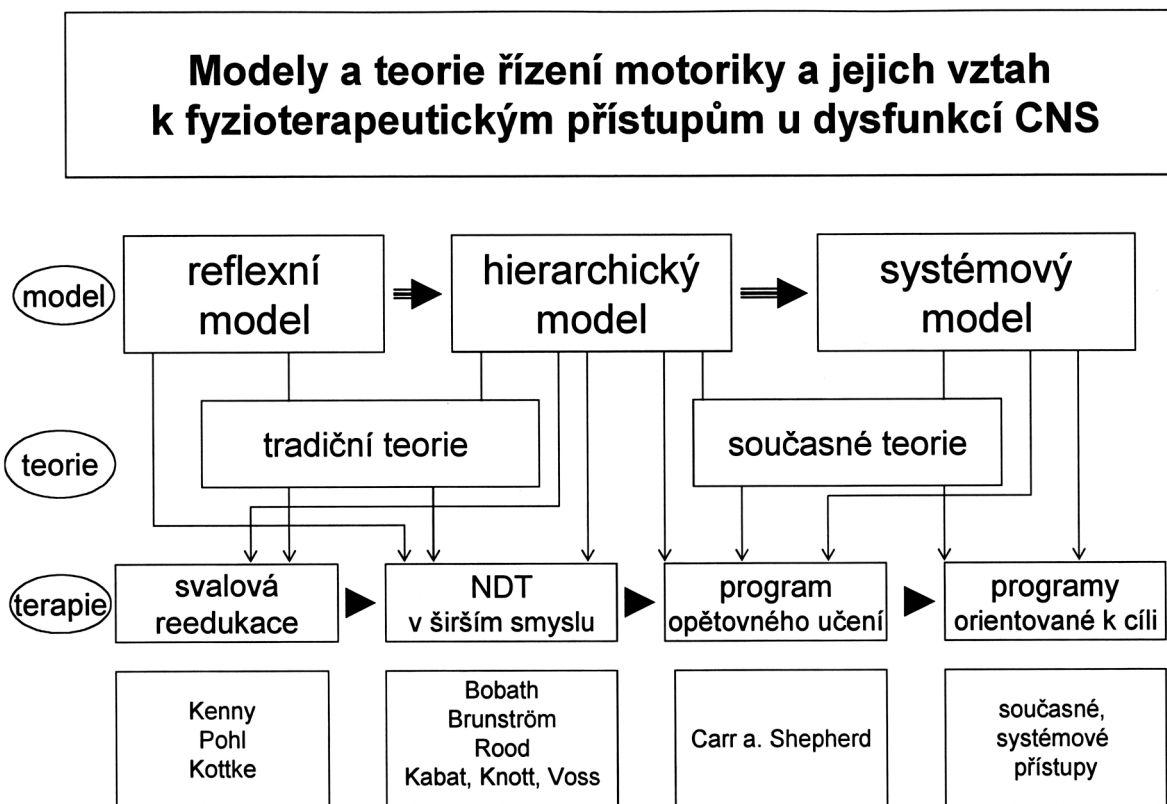 Modely a teorie řízení motoriky a jejich vztah
k fyzioterapeutickým přístupům u dysfunkcí CNS
model
reflexní
model
hierarchický
model
systémový
model
teorie
tradiční teorie
současné teorie
terapie
svalová
reedukace
NDT
v širším smyslu
program
opětovného učení
programy
orientované k cíli
Kenny
Pohl
Kottke
Bobath
Brunström
Rood
Kabat, Knott, Voss
Carr a. Shepherd
současné,
systémové
přístupy